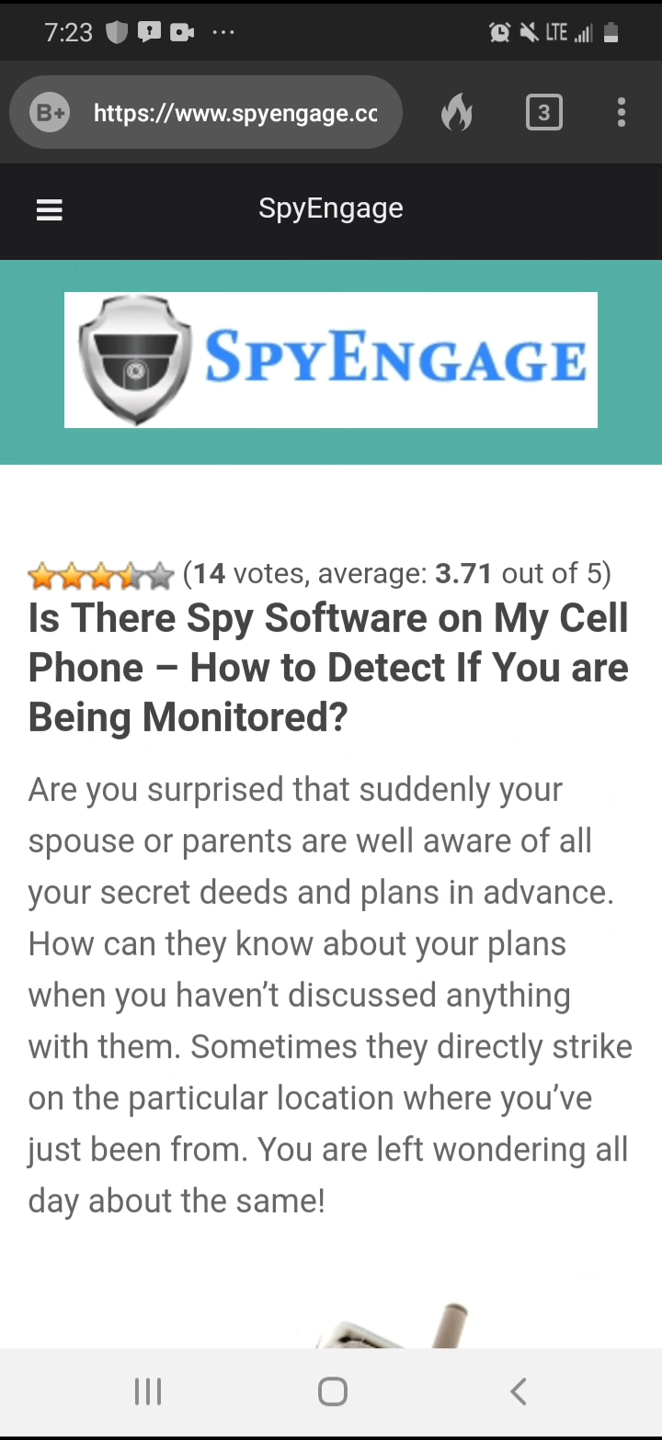 7:23
LTE
B+ https://www.spyengage.cc
3
SpyEngage
SPYENGAGE
(14 votes, average: 3.71 out of 5)
Is There Spy Software on My Cell
Phone – How to Detect If You are
Being Monitored?
Are you surprised that suddenly your
spouse or parents are well aware of all
your secret deeds and plans in advance.
How can they know about your plans
when you haven’t discussed anything
with them. Sometimes they directly strike
on the particular location where you’ve
just been from. You are left wondering all
day about the same!